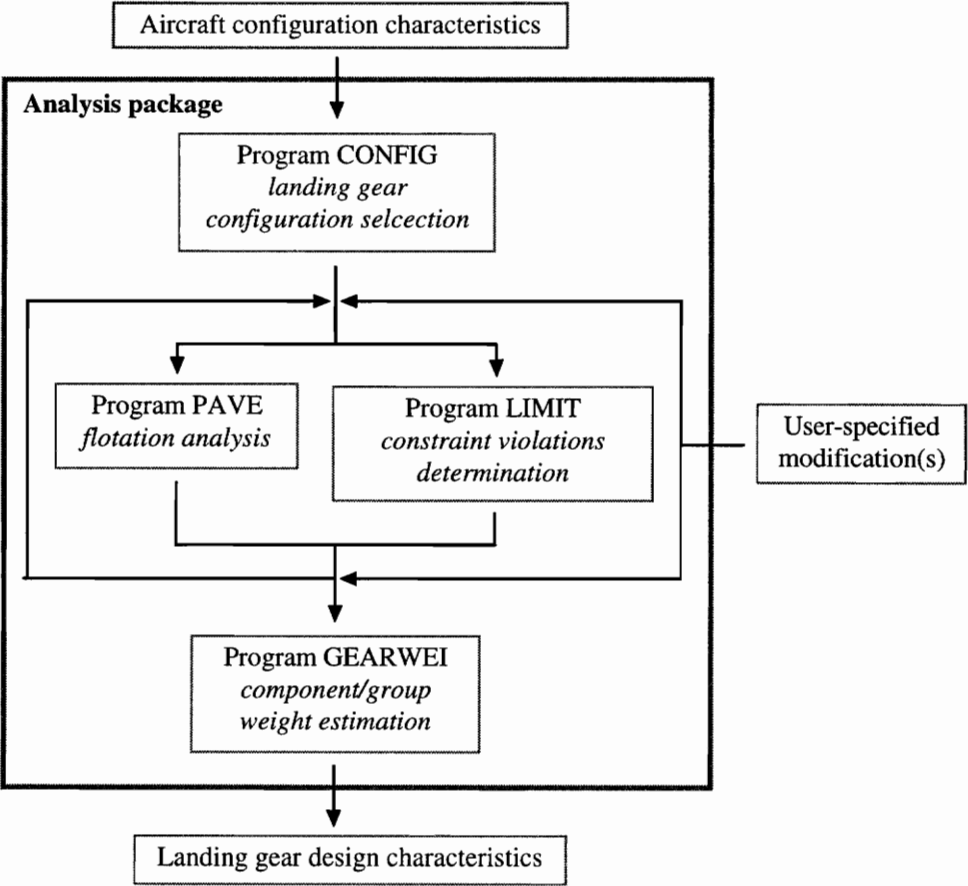 Aircraft configuration characteristics
Analysis package
Program CONFIG
landing gear
configuration selcection
Program PAVE
flotation analysis
Program LIMIT
constraint violations
determination
User-specified
modification(s)
Program GEARWEI
component/group
weight estimation
Landing gear design characteristics